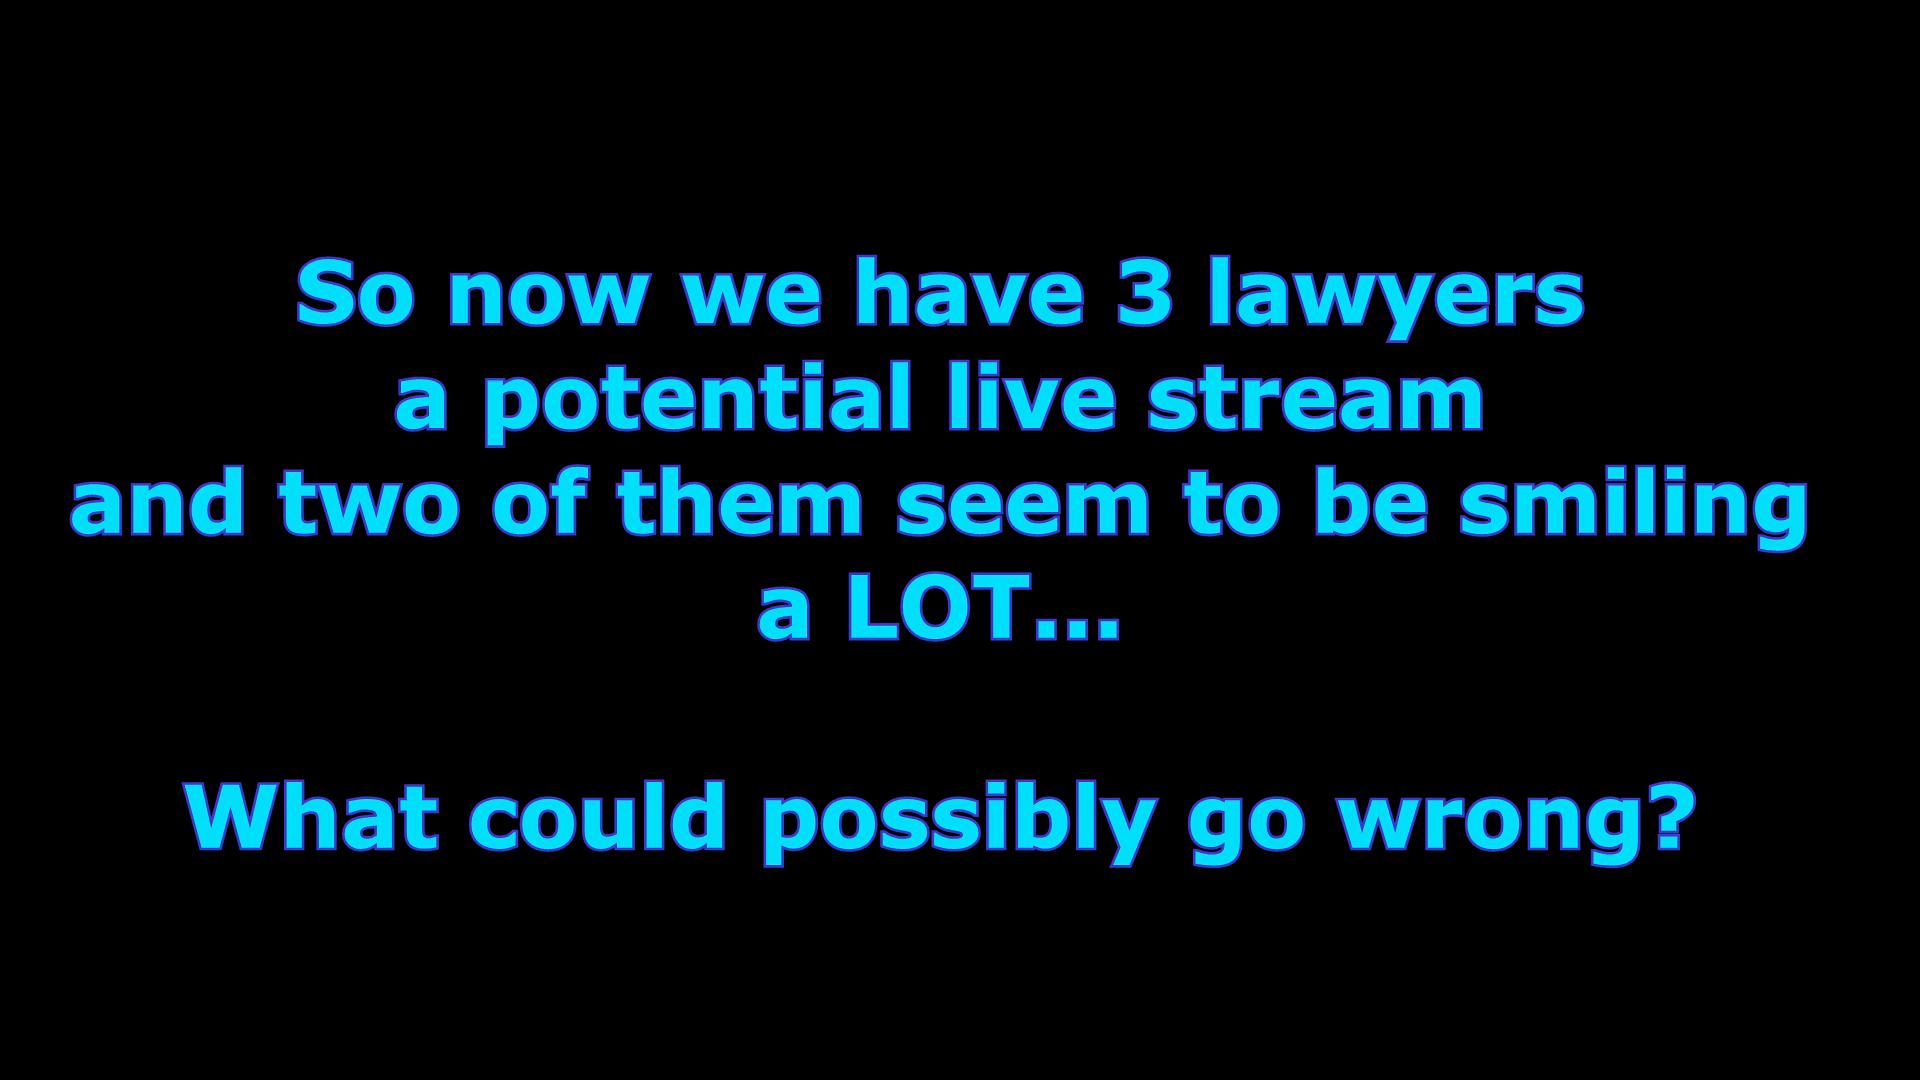 So now we have 3 lawyers
a potential live stream
and two of them seem to be smiling
a LOT...
What could possibly go wrong?